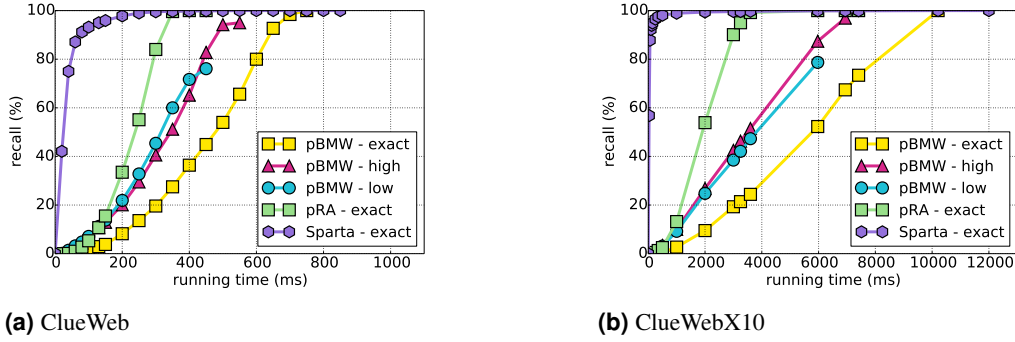 100
80
60
40
20
0
recall (%)
0 200 400 600 800 1000
running time (ms)
pBMW - exact
pBMW - high
pBMW - low
pRA - exact
Sparta - exact
(a) ClueWeb
100
80
60
40
20
0
recall (%)
0 2000 4000 6000 8000 10000 12000
running time (ms)
pBMW - exact
pBMW - high
pBMW - low
pRA - exact
Sparta - exact
(b) ClueWebX10